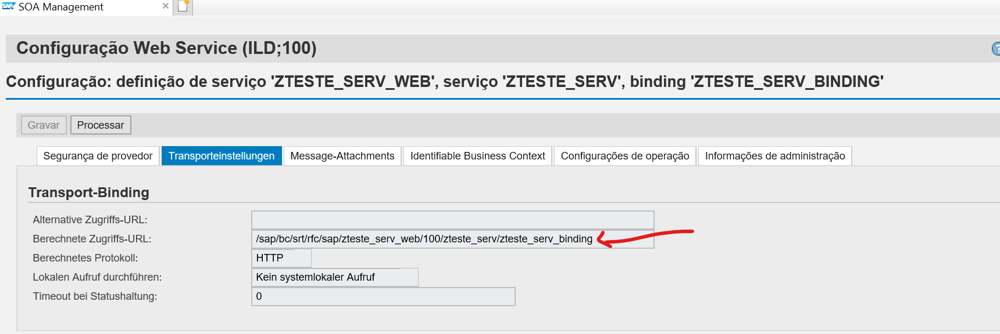 SAP SOA Management
Configuração Web Service (ILD;100)
Configuração: definição de serviço 'ZTESTE_SERV_WEB', serviço 'ZTESTE_SERV', binding 'ZTESTE_SERV_BINDING'
Gravar Processar
Segurança de provedor Transporteinstellungen Message-Attachments Identifiable Business Context Configurações de operação Informações de administração
Transport-Binding
Alternative Zugriffs-URL:
Berechnete Zugriffs-URL: /sap/bc/srt/rfc/sap/zteste_serv_web/100/zteste_serv/zteste_serv_binding
Berechnetes Protokoll: HTTP
Lokalen Aufruf durchführen: Kein systemlokaler Aufruf
Timeout bei Statushaltung: 0